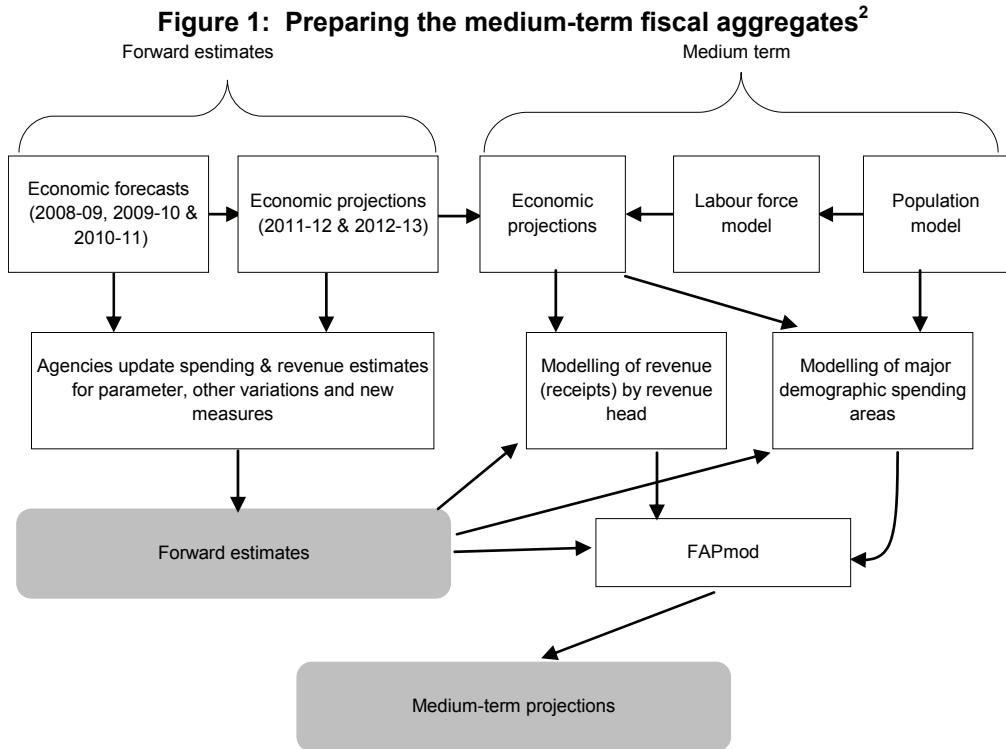 Figure 1: Preparing the medium-term fiscal aggregates²
Forward estimates
Medium term
Economic forecasts
(2008-09, 2009-10 &
2010-11)
Economic projections
(2011-12 & 2012-13)
Economic
projections
Labour force
model
Population
model
Agencies update spending & revenue estimates
for parameter, other variations and new
measures
Modelling of revenue
(receipts) by revenue
head
Modelling of major
demographic spending
areas
Forward estimates
FAPmod
Medium-term projections